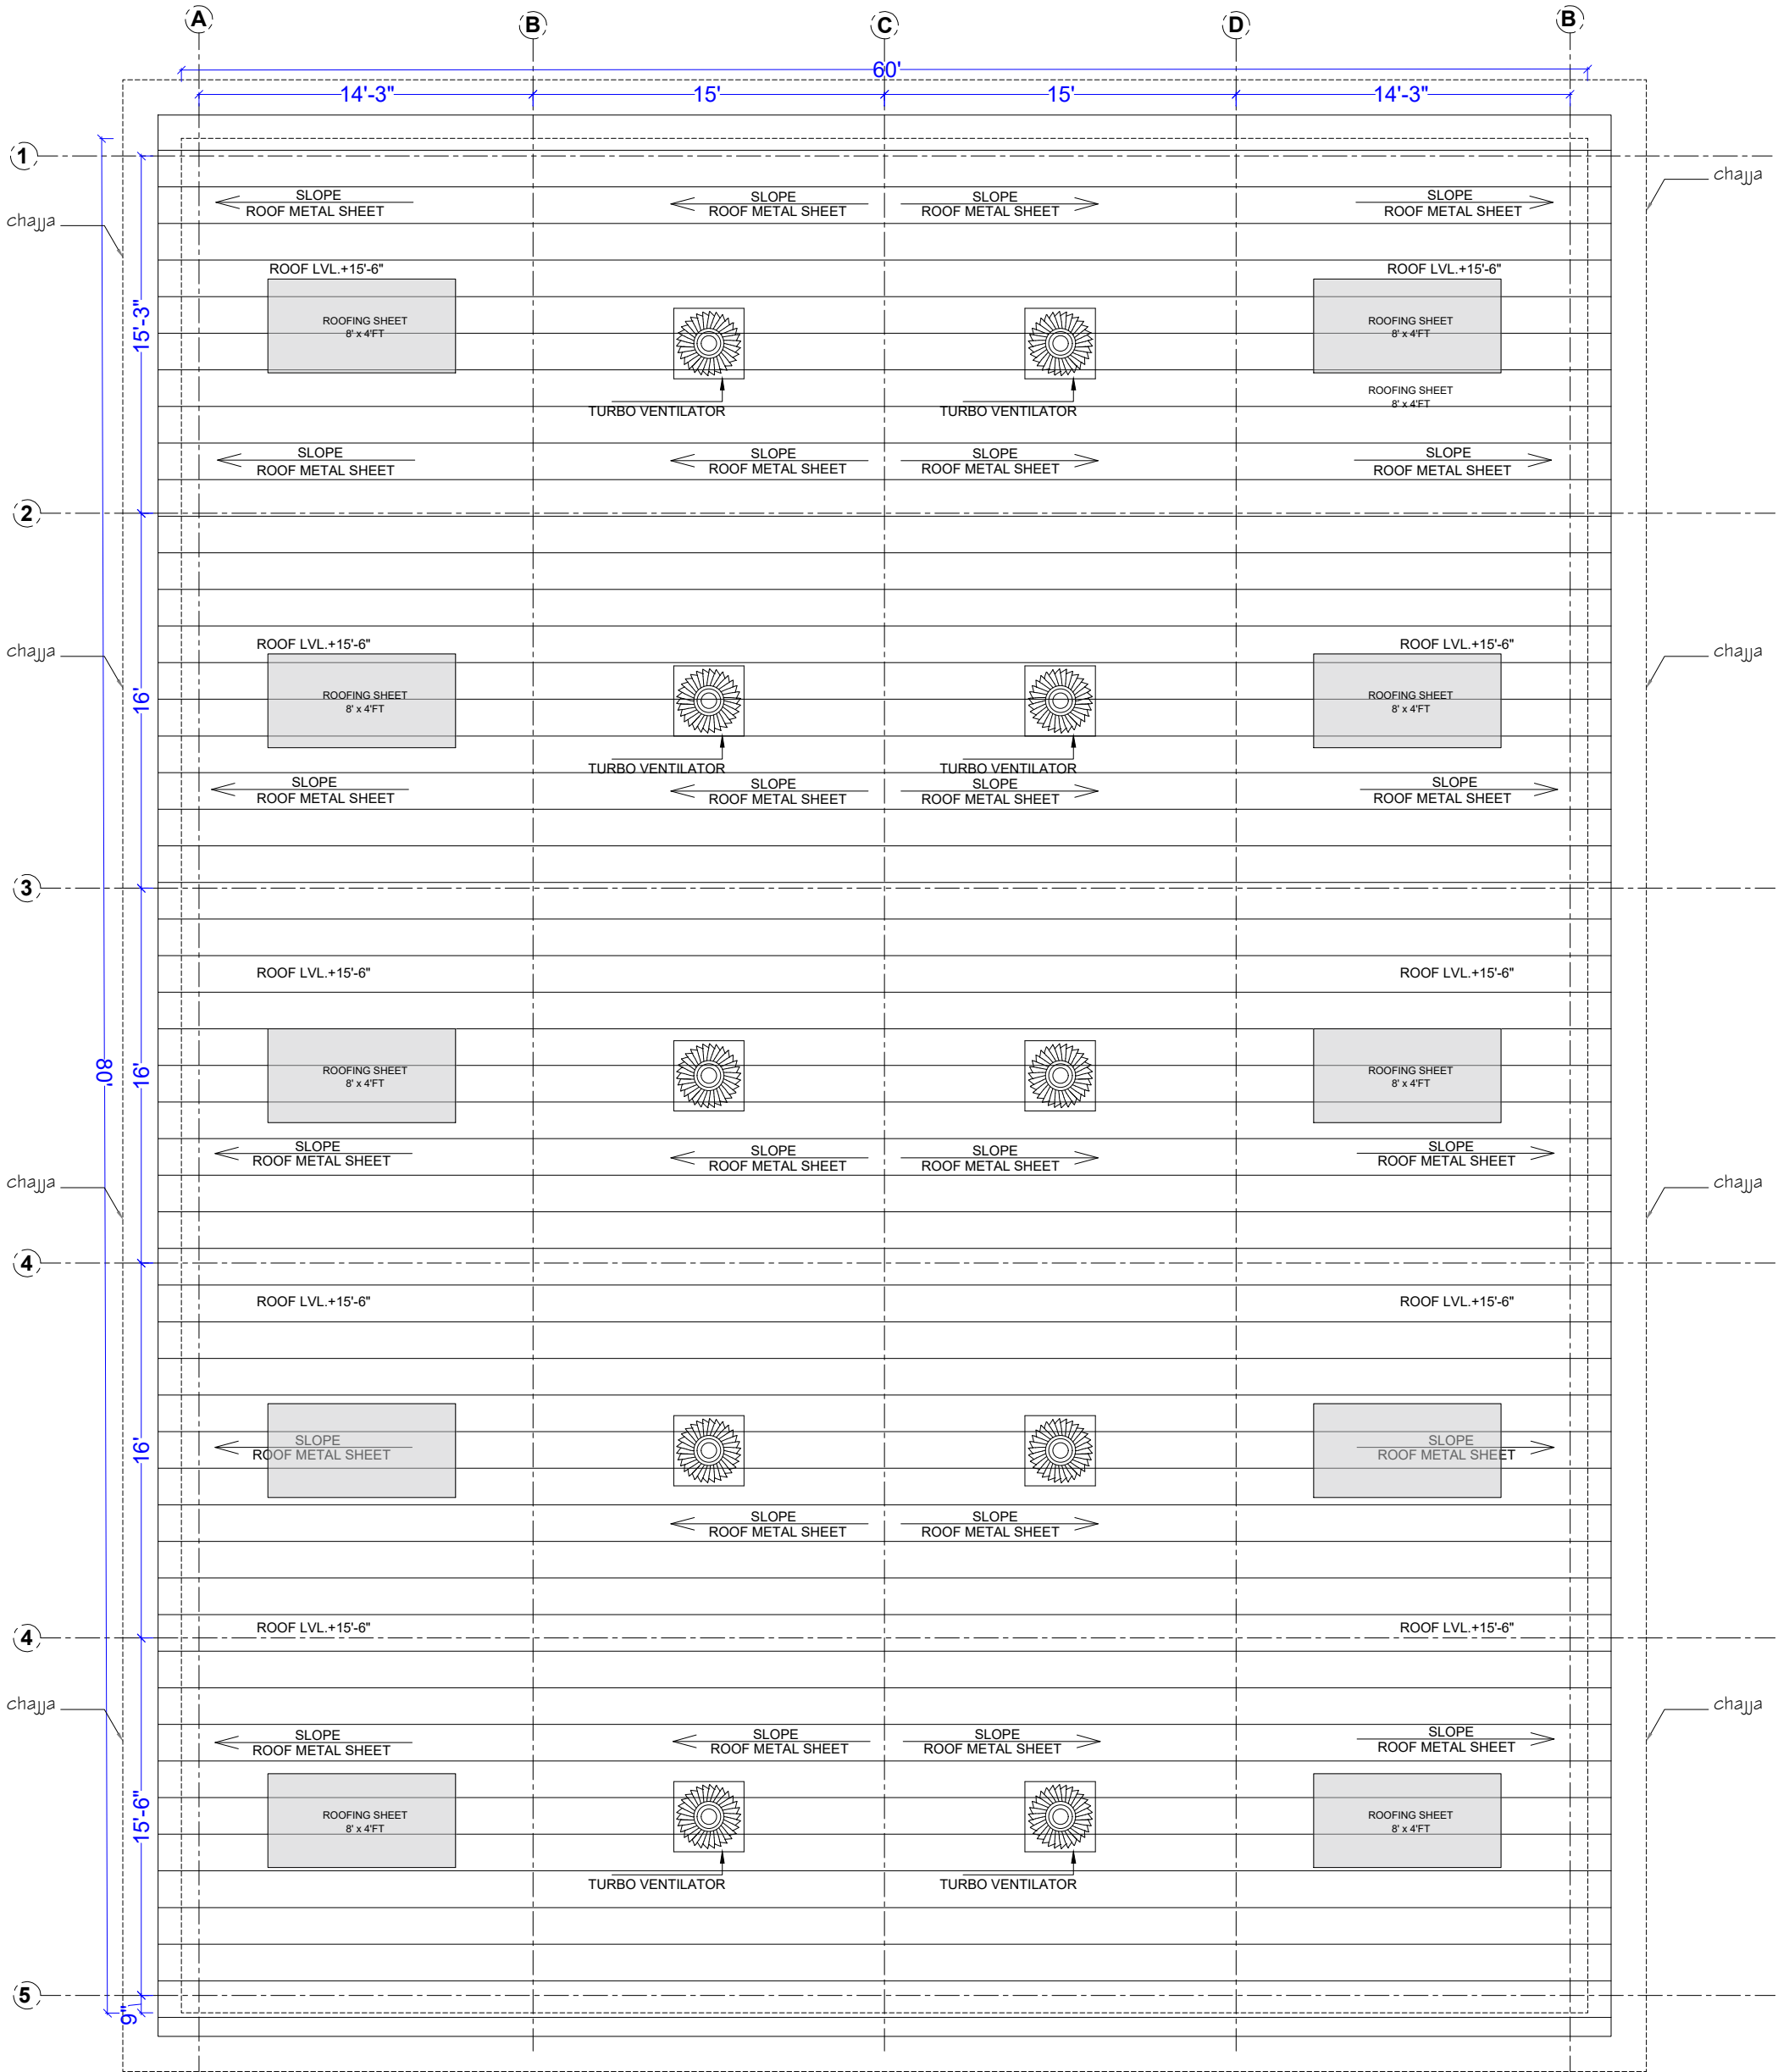 A B C D B
60'
14'-3" 15' 15' 14'-3"
1
chajja
SLOPE SLOPE SLOPE SLOPE
ROOF METAL SHEET ROOF METAL SHEET ROOF METAL SHEET ROOF METAL SHEET
chajja
ROOF LVL.+15'-6" ROOF LVL.+15'-6"
15'-3"
ROOFING SHEET ROOFING SHEET
8' x 4'FT 8' x 4'FT
ROOFING SHEET
8' x 4'FT
TURBO VENTILATOR TURBO VENTILATOR
SLOPE SLOPE SLOPE SLOPE
ROOF METAL SHEET ROOF METAL SHEET ROOF METAL SHEET ROOF METAL SHEET
2
ROOF LVL.+15'-6" ROOF LVL.+15'-6"
chajja chajja
16'
ROOFING SHEET ROOFING SHEET
8' x 4'FT 8' x 4'FT
TURBO VENTILATOR TURBO VENTILATOR
SLOPE SLOPE SLOPE SLOPE
ROOF METAL SHEET ROOF METAL SHEET ROOF METAL SHEET ROOF METAL SHEET
3
ROOF LVL.+15'-6" ROOF LVL.+15'-6"
80'
16'
ROOFING SHEET ROOFING SHEET
8' x 4'FT 8' x 4'FT
SLOPE SLOPE SLOPE SLOPE
ROOF METAL SHEET ROOF METAL SHEET ROOF METAL SHEET ROOF METAL SHEET
chajja chajja
4
ROOF LVL.+15'-6" ROOF LVL.+15'-6"
16'
SLOPE SLOPE
ROOF METAL SHEET ROOF METAL SHEET
SLOPE SLOPE
ROOF METAL SHEET ROOF METAL SHEET
ROOF LVL.+15'-6" ROOF LVL.+15'-6"
4
chajja chajja
SLOPE SLOPE SLOPE SLOPE
ROOF METAL SHEET ROOF METAL SHEET ROOF METAL SHEET ROOF METAL SHEET
15'-6"
ROOFING SHEET ROOFING SHEET
8' x 4'FT 8' x 4'FT
TURBO VENTILATOR TURBO VENTILATOR
5
9"